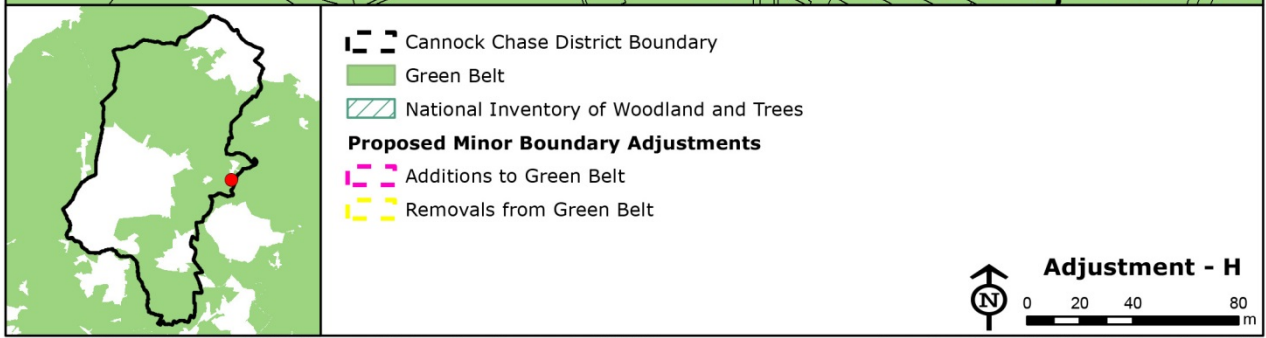 Cannock Chase District Boundary
Green Belt
National Inventory of Woodland and Trees
Proposed Minor Boundary Adjustments
Additions to Green Belt
Removals from Green Belt
Adjustment - H
N
0 20 40 80
m